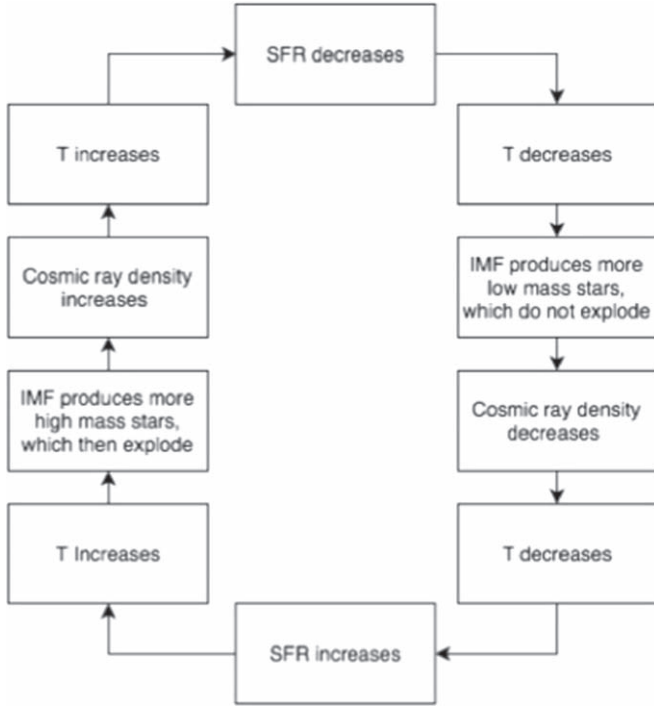 SFR decreases
T increases
T decreases
Cosmic ray density
increases
IMF produces more
low mass stars,
which do not explode
IMF produces more
high mass stars,
which then explode
Cosmic ray density
decreases
T Increases
T decreases
SFR increases